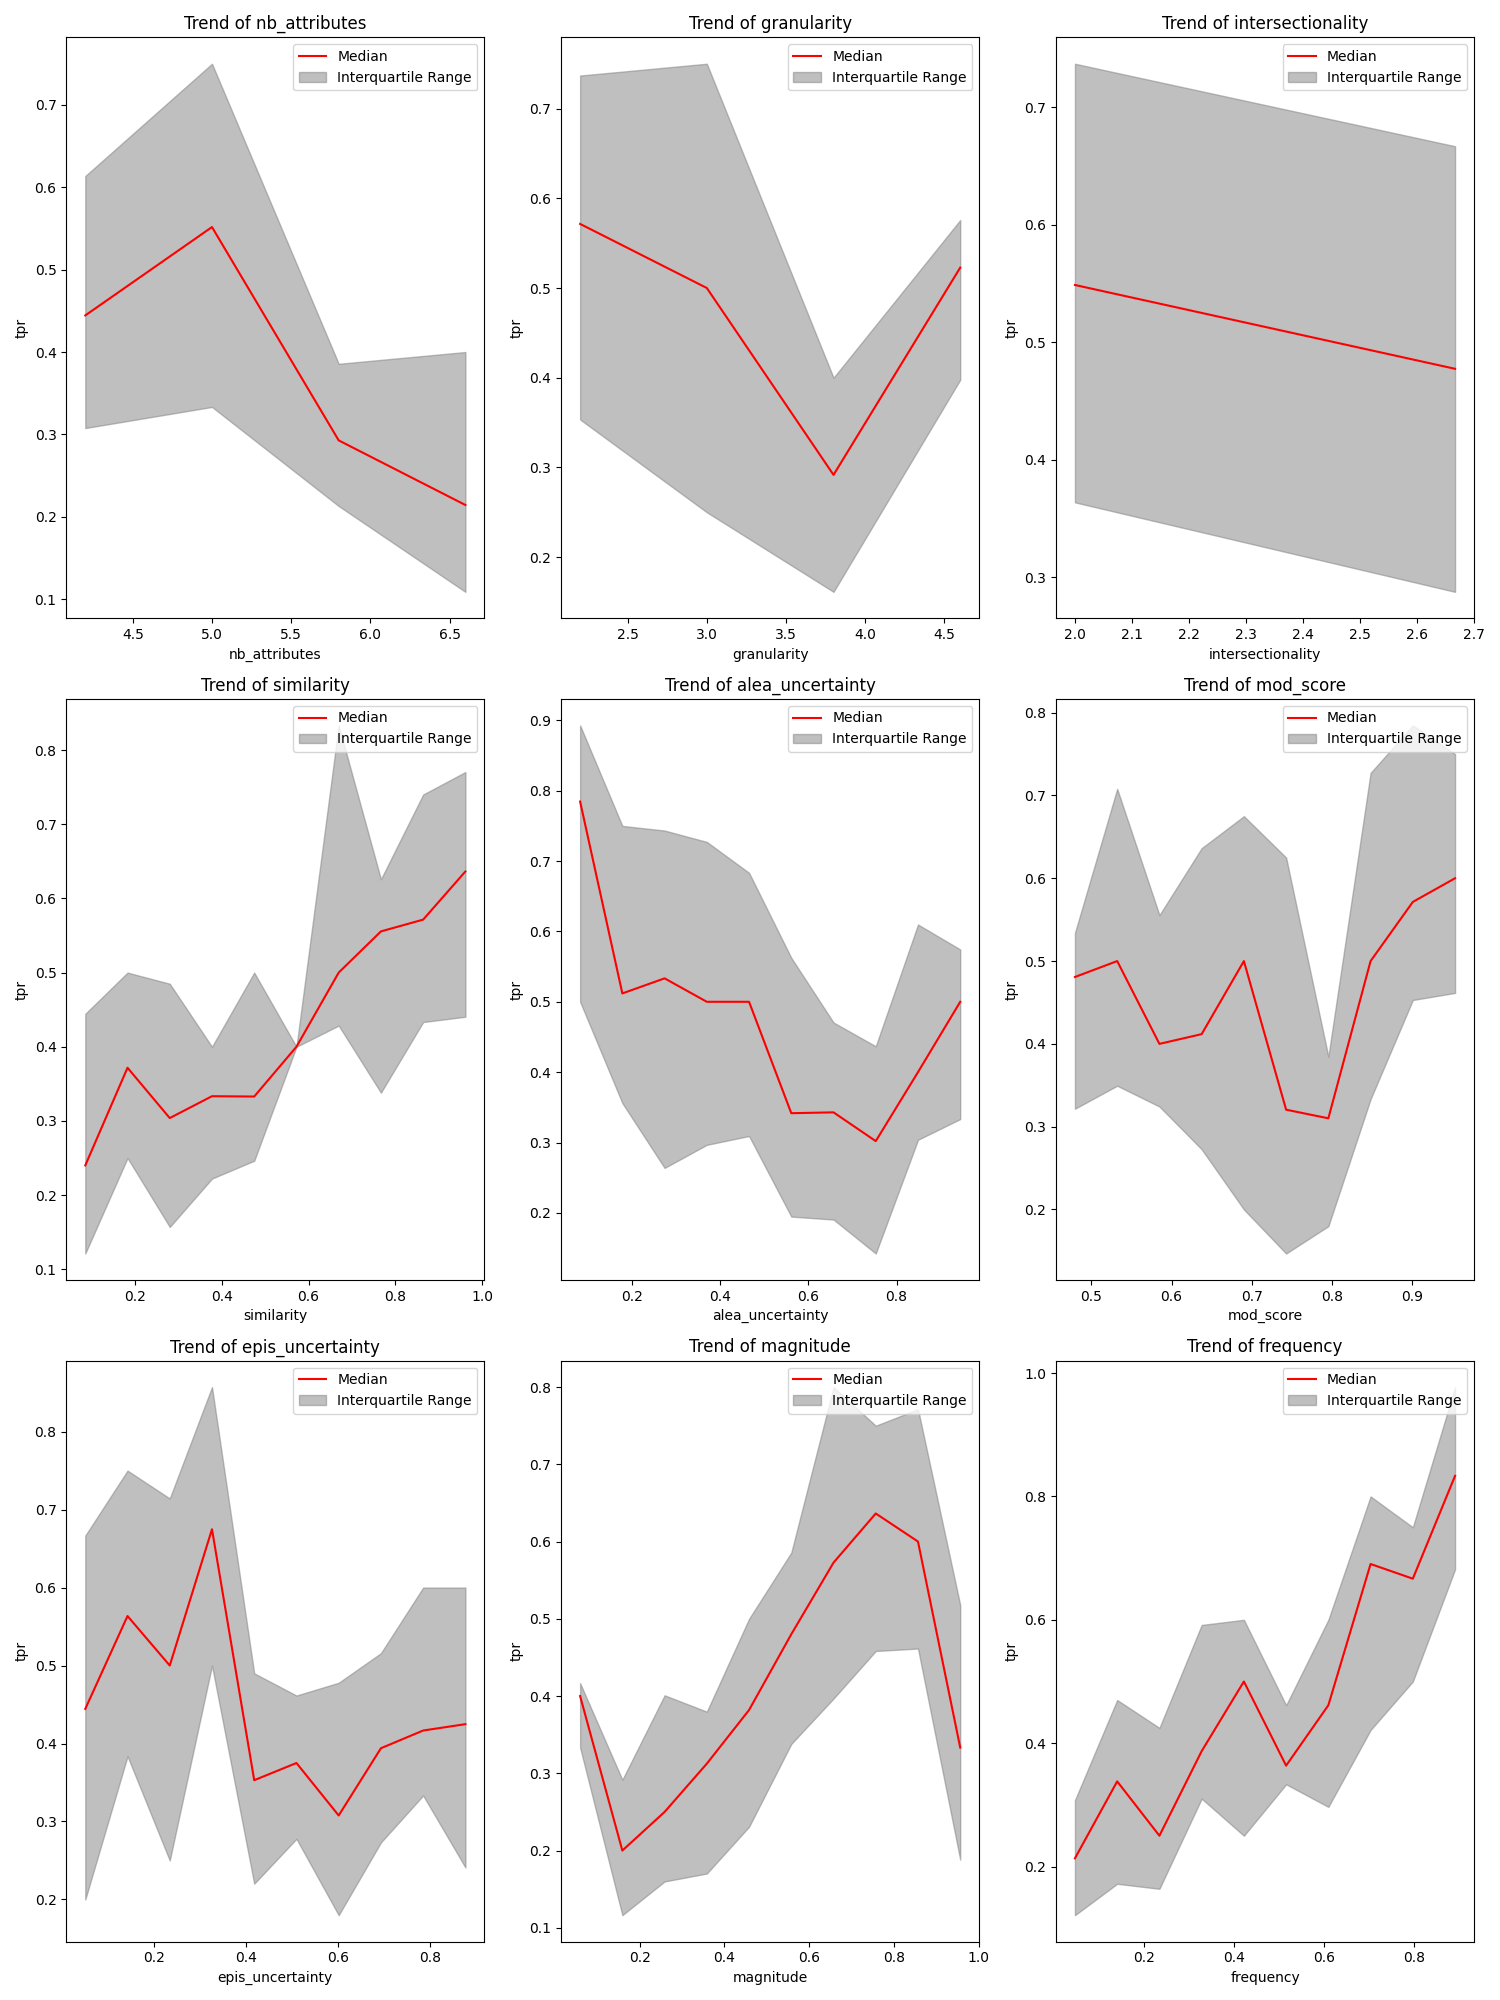 Trend of nb_attributes
Median
Interquartile Range
tpr
0.7
0.6
0.5
0.4
0.3
0.2
0.1
4.5 5.0 5.5 6.0 6.5
nb_attributes
Trend of granularity
Median
Interquartile Range
tpr
0.7
0.6
0.5
0.4
0.3
0.2
2.5 3.0 3.5 4.0 4.5
granularity
Trend of intersectionality
Median
Interquartile Range
tpr
0.7
0.6
0.5
0.4
0.3
2.0 2.1 2.2 2.3 2.4 2.5 2.6 2.7
intersectionality
Trend of similarity
Median
Interquartile Range
tpr
0.8
0.7
0.6
0.5
0.4
0.3
0.2
0.1
0.2 0.4 0.6 0.8 1.0
similarity
Trend of alea_uncertainty
Median
Interquartile Range
tpr
0.9
0.8
0.7
0.6
0.5
0.4
0.3
0.2
0.2 0.4 0.6 0.8
alea_uncertainty
Trend of mod_score
Median
Interquartile Range
tpr
0.8
0.7
0.6
0.5
0.4
0.3
0.2
0.5 0.6 0.7 0.8 0.9
mod_score
Trend of epis_uncertainty
Median
Interquartile Range
tpr
0.8
0.7
0.6
0.5
0.4
0.3
0.2
0.2 0.4 0.6 0.8
epis_uncertainty
Trend of magnitude
Median
Interquartile Range
tpr
0.8
0.7
0.6
0.5
0.4
0.3
0.2
0.1
0.2 0.4 0.6 0.8 1.0
magnitude
Trend of frequency
Median
Interquartile Range
tpr
1.0
0.8
0.6
0.4
0.2
0.2 0.4 0.6 0.8
frequency